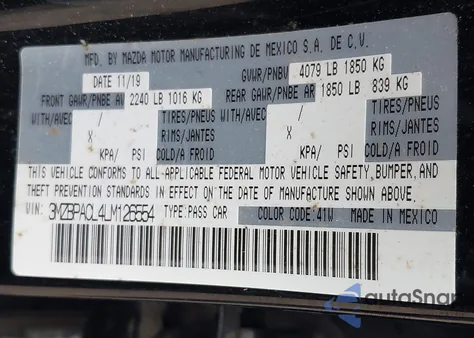 MFD. BY MAZDA MOTOR MANUFACTURING DE MEXICO S.A. DE C.V.
DATE 11/19 GVWR/PNBV 4079 LB 1850 KG
FRONT GAWR/PNBE AV 2240 LB 1016 KG REAR GAWR/PNBE AR 1850 LB 839 KG
WITH/AVEC / TIRES/PNEUS WITH/AVEC / TIRES/PNEUS
X RIMS/JANTES X RIMS/JANTES
KPA/ PSI COLD/A FROID KPA/ PSI COLD/A FROID
THIS VEHICLE CONFORMS TO ALL APPLICABLE FEDERAL MOTOR VEHICLE SAFETY, BUMPER, AND
THEFT PREVENTION STANDARDS IN EFFECT ON THE DATE OF MANUFACTURE SHOWN ABOVE.
VIN: 3MZBPACL4LM126554 TYPE: PASS CAR COLOR CODE: 41W MADE IN MEXICO
autoSnap